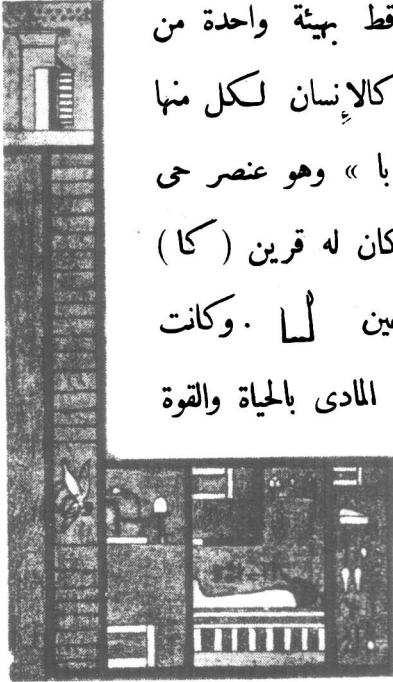 قط بهيئة واحدة من
كالإنسان لكل منها
با » وهو عنصر حى
كان له قرين ( كا )
. وكانت
المادى بالحياة والقوة